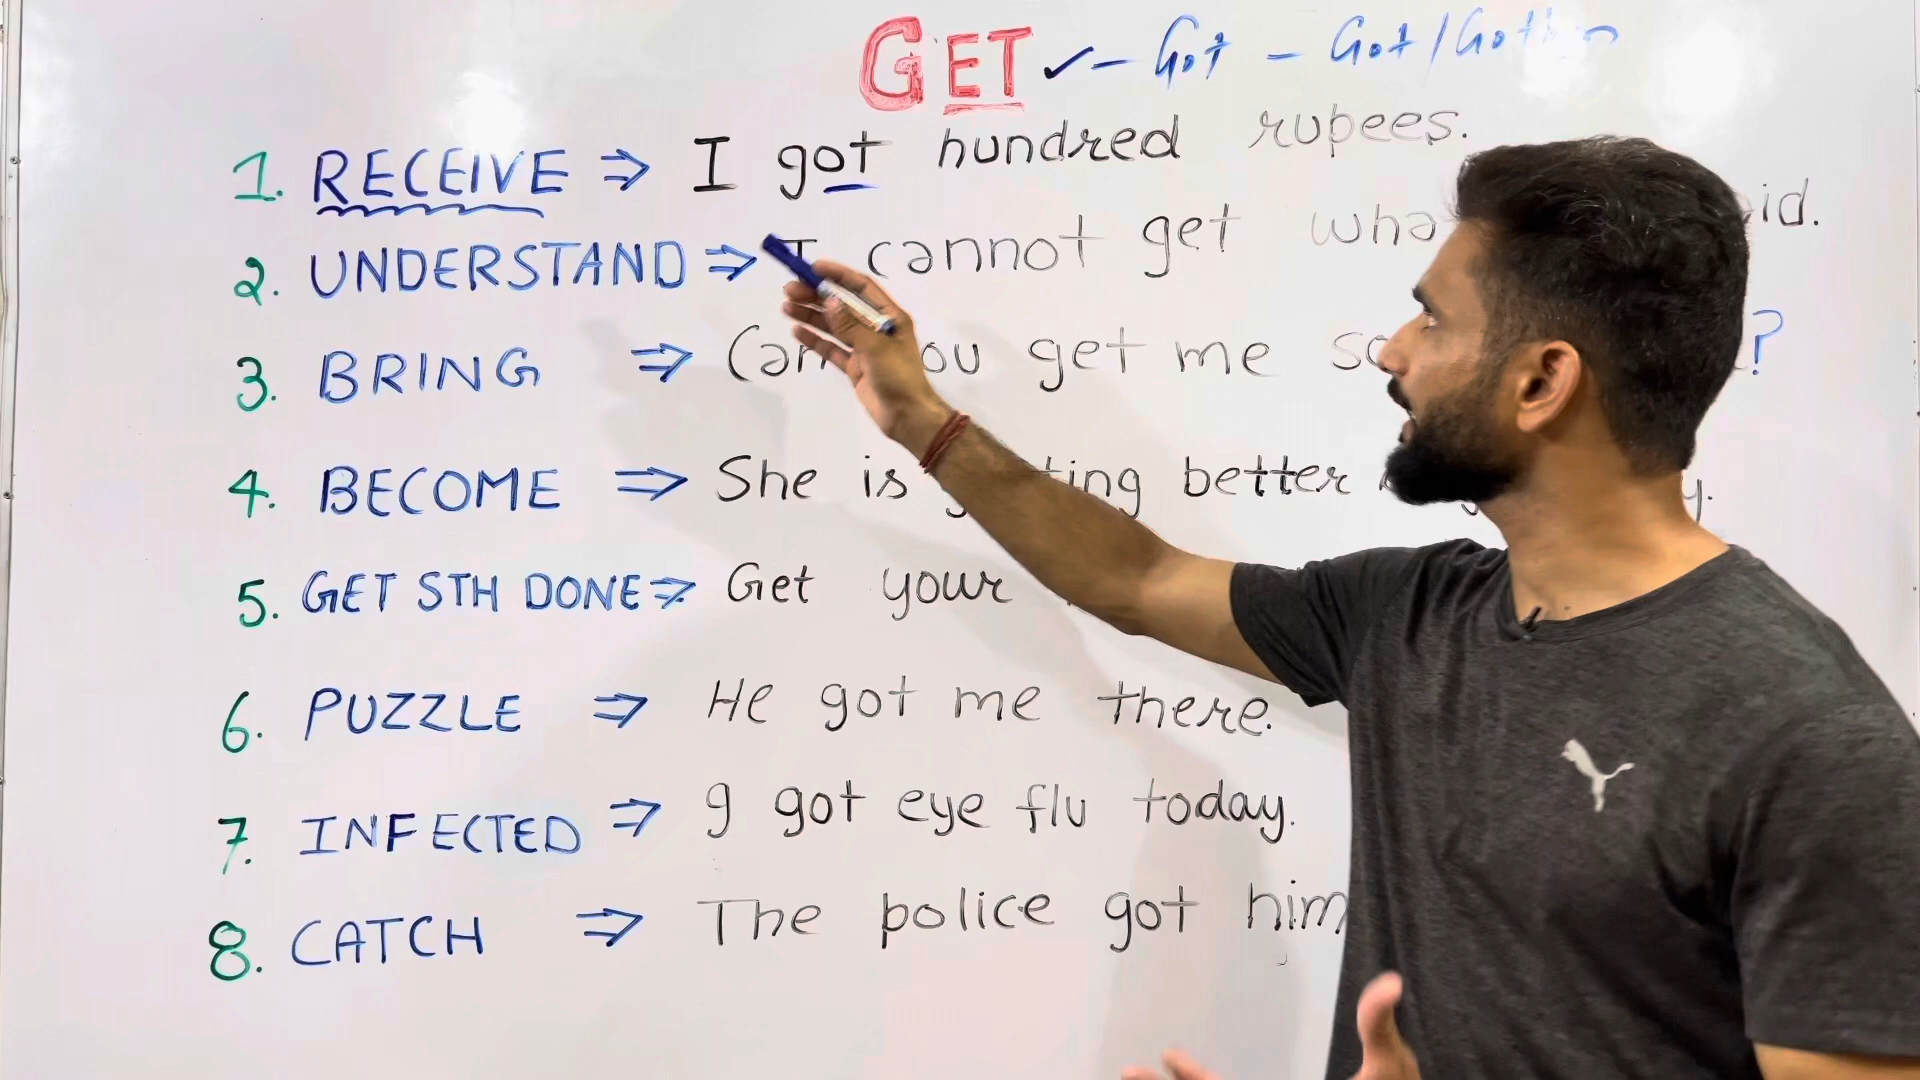 GET ✓ - Got - Got / Gotten
1. RECEIVE ⇒ I got hundred rupees.
2. UNDERSTAND ⇒ I cannot get
3. BRING ⇒ Can you get me ?
4. BECOME ⇒ She is getting better
5. GET STH DONE ⇒ Get your
6. PUZZLE ⇒ He got me there.
7. INFECTED ⇒ I got eye flu today.
8. CATCH ⇒ The police got him